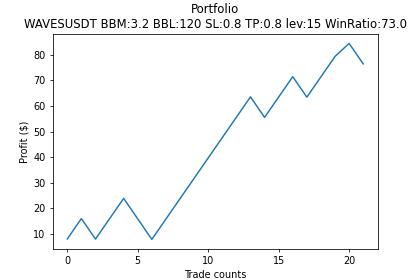 Portfolio
WAVESUSDT BBM:3.2 BBL:120 SL:0.8 TP:0.8 lev:15 WinRatio:73.0
80
70
60
50
40
30
20
10
Profit ($)
0 5 10 15 20
Trade counts